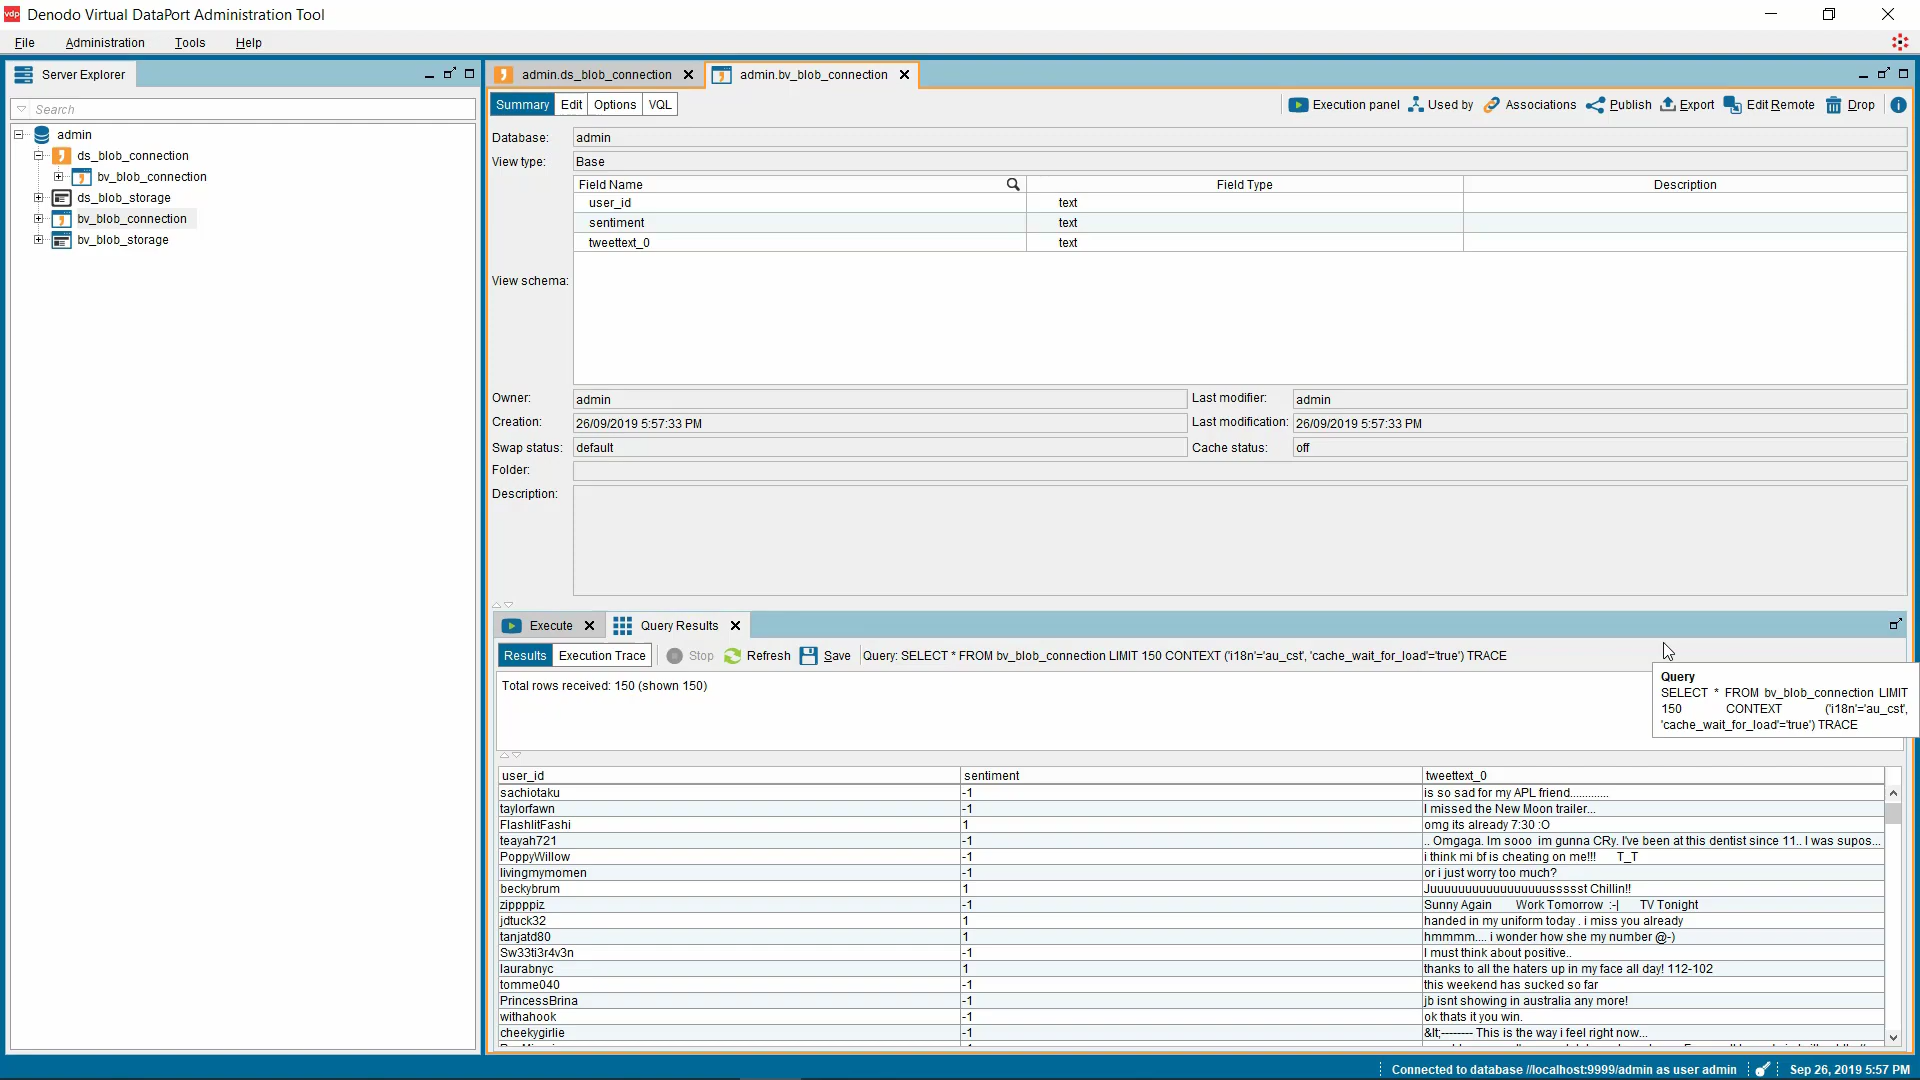 vdp Denodo Virtual DataPort Administration Tool
File Administration Tools Help
Server Explorer
Search
admin
ds_blob_connection
bv_blob_connection
ds_blob_storage
bv_blob_connection
bv_blob_storage
admin.ds_blob_connection admin.bv_blob_connection
Summary Edit Options VQL Execution panel Used by Associations Publish Export Edit Remote Drop
Database: admin
View type: Base
Field Name Field Type Description
user_id text
sentiment text
tweettext_0 text
View schema:
Owner: admin Last modifier: admin
Creation: 26/09/2019 5:57:33 PM Last modification: 26/09/2019 5:57:33 PM
Swap status: default Cache status: off
Folder:
Description:
Execute Query Results
Results Execution Trace Stop Refresh Save Query: SELECT * FROM bv_blob_connection LIMIT 150 CONTEXT ('i18n'='au_cst', 'cache_wait_for_load'='true') TRACE
Total rows received: 150 (shown 150)
Query
SELECT * FROM bv_blob_connection LIMIT
150 CONTEXT ('i18n'='au_cst',
'cache_wait_for_load'='true') TRACE
user_id sentiment tweettext_0
sachiotaku -1 is so sad for my APL friend.............
taylorfawn -1 I missed the New Moon trailer...
FlashlitFashi 1 omg its already 7:30 :O
teayah721 -1 .. Omgaga. Im sooo im gunna CRy. I've been at this dentist since 11.. I was supos...
PoppyWillow -1 i think mi bf is cheating on me!!! T_T
livingmymomen -1 or i just worry too much?
beckybrum 1 Juuuuuuuuuuuuuuuuussssst Chillin!!
zippppiz -1 Sunny Again Work Tomorrow :-| TV Tonight
jdtuck32 1 handed in my uniform today . i miss you already
tanjatd80 1 hmmmm.... i wonder how she my number @-)
Sw33ti3r4v3n -1 I must think about positive..
laurabnyc 1 thanks to all the haters up in my face all day! 112-102
tomme040 -1 this weekend has sucked so far
PrincessBrina -1 jb isnt showing in australia any more!
withahook -1 ok thats it you win.
cheekygirlie -1 &lt;-------- This is the way i feel right now...
Connected to database //localhost:9999/admin as user admin Sep 26, 2019 5:57 PM